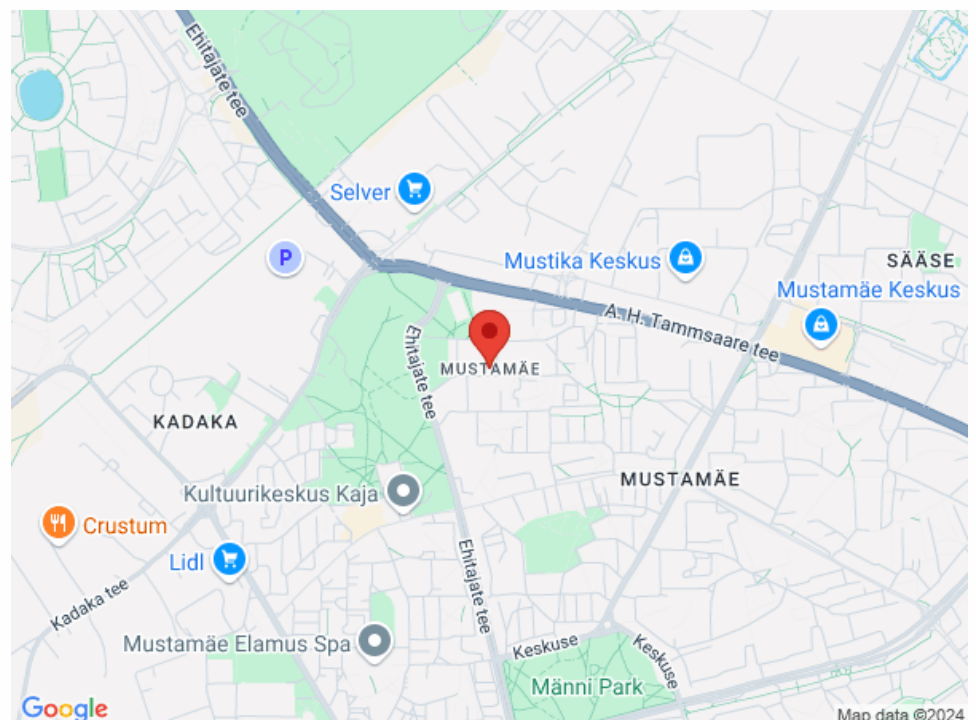 Ehitajate tee
Selver
P
Mustika Keskus
SÄÄSE
Mustamäe Keskus
A. H. Tammsaare tee
Ehitajate tee
MUSTAMÄE
KADAKA
MUSTAMÄE
Kultuurikeskus Kaja
Crustum
Lidl
Ehitajate tee
Kadaka tee
Mustamäe Elamus Spa
Keskuse
Keskuse
Männi Park
Google
Map data ©2024